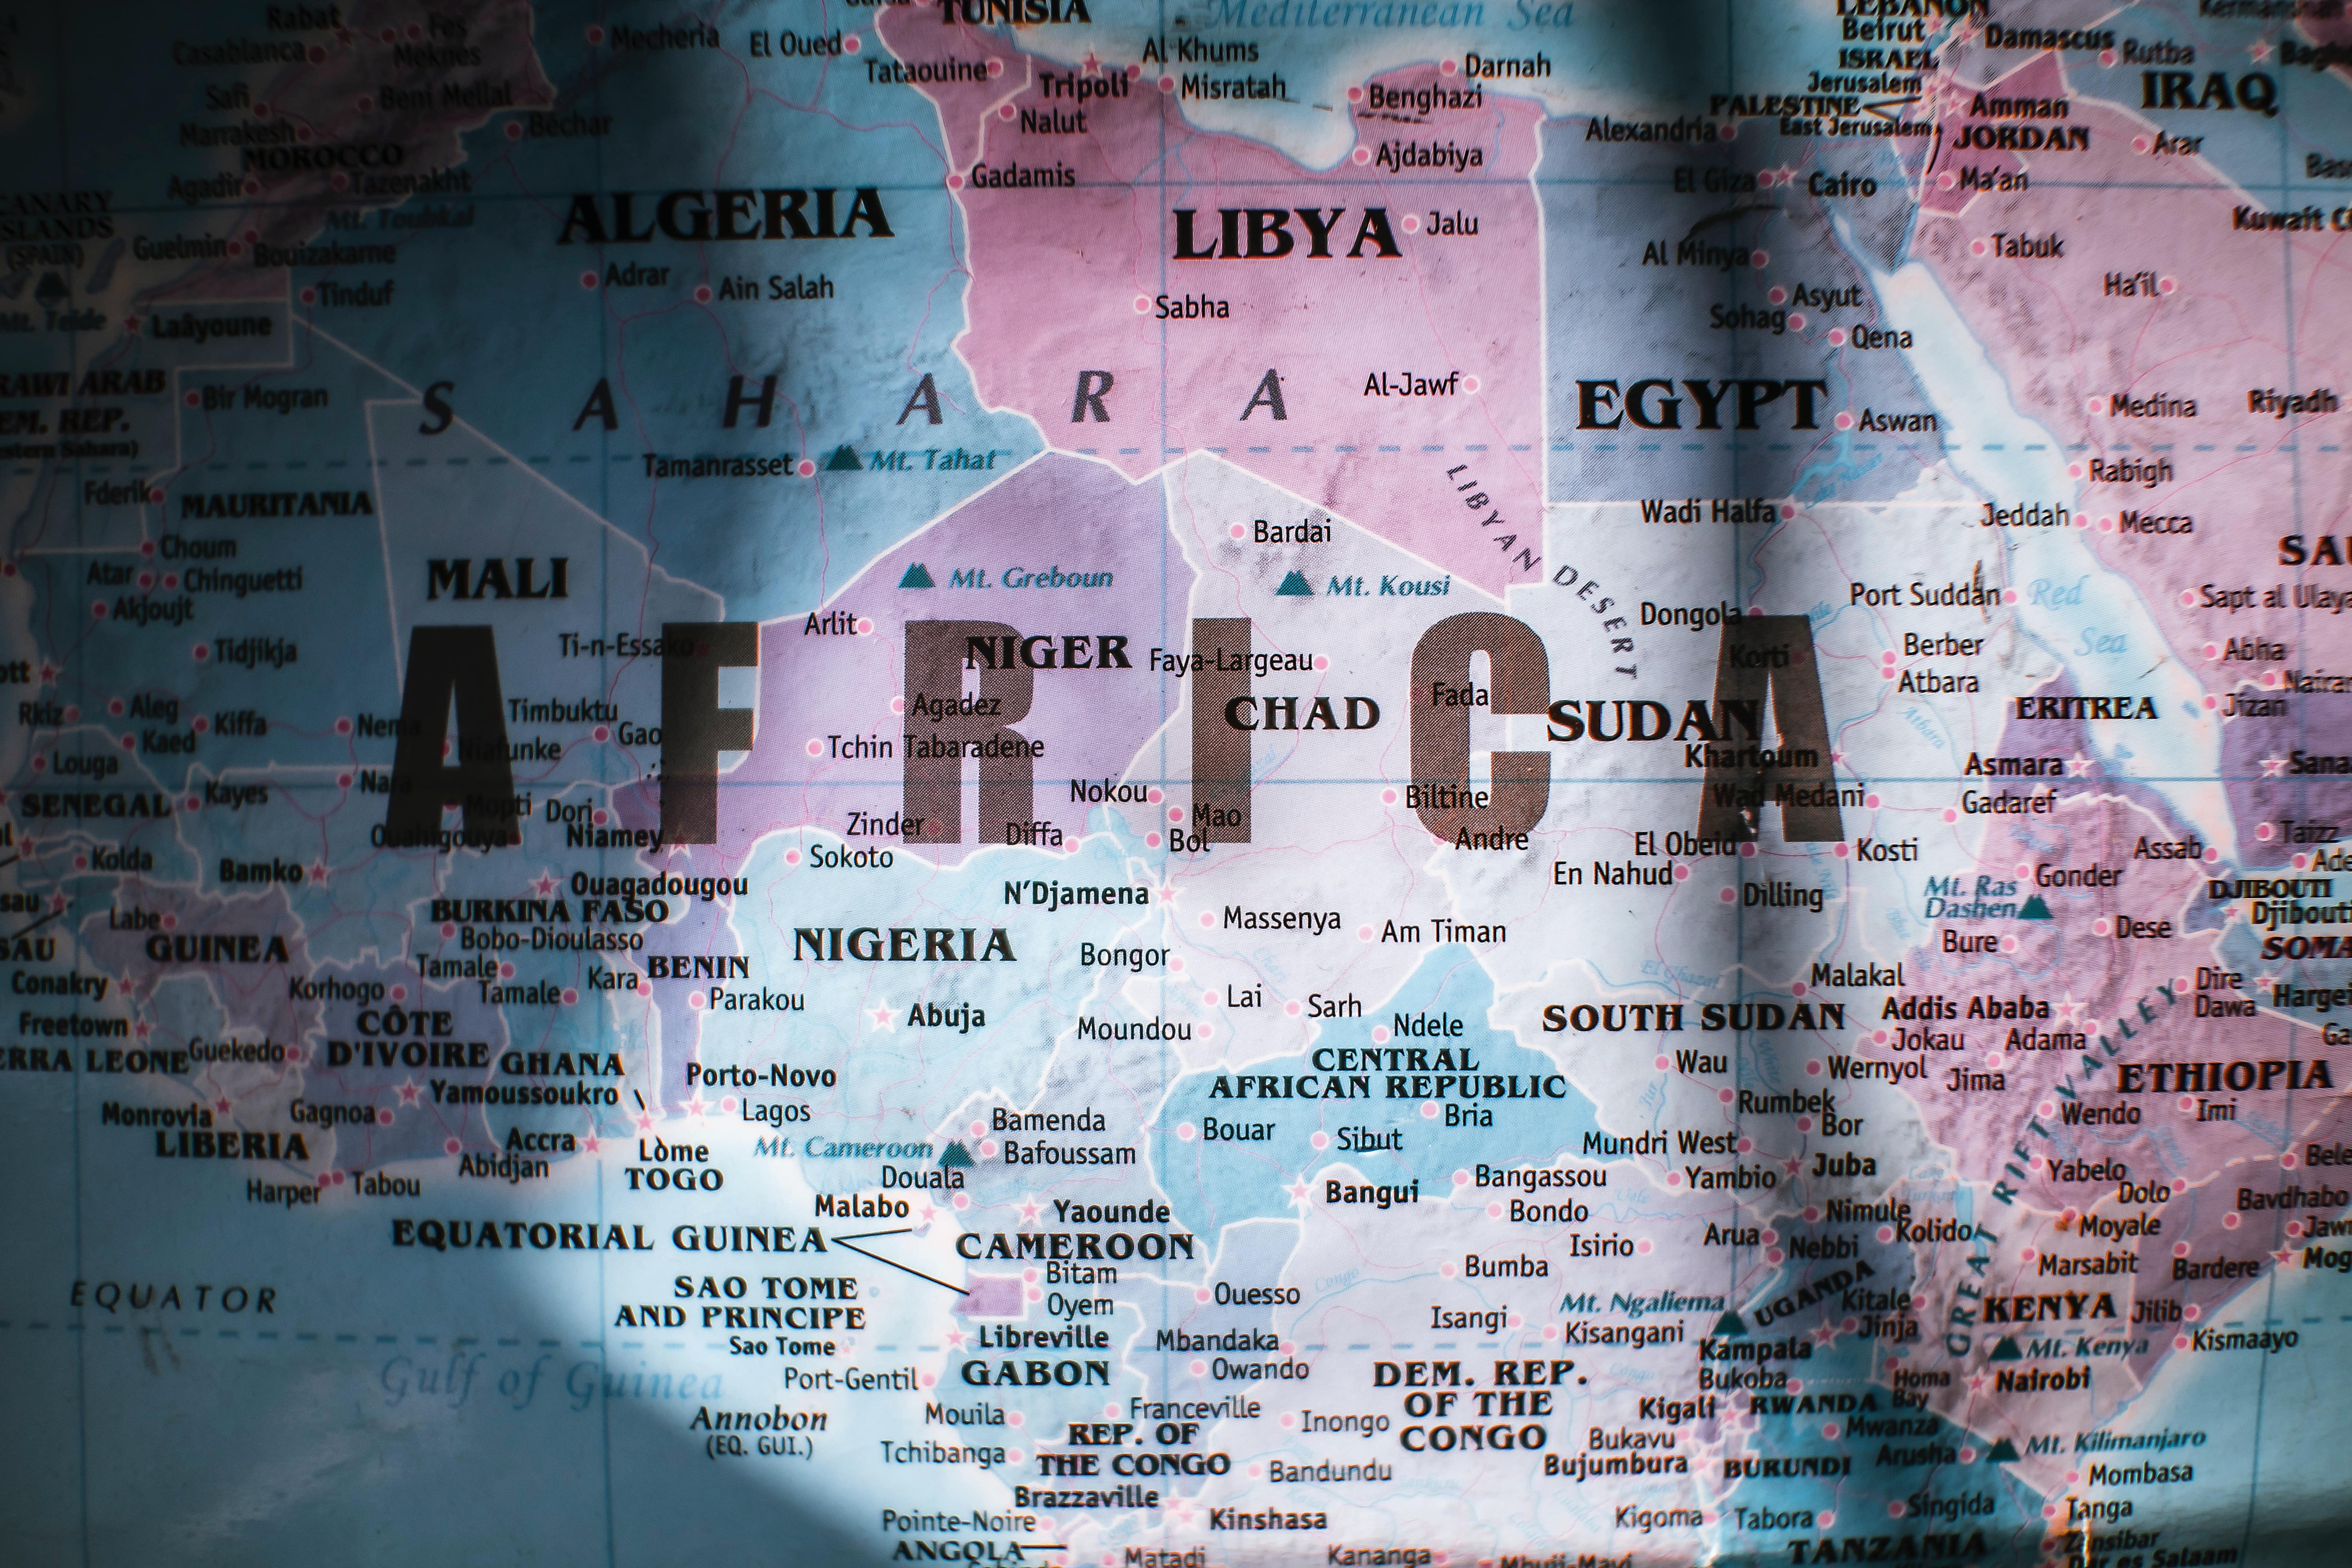 TUNISIA
Mediterranean Sea
LEBANON
Rabat
Fes
Casablanca
Meknes
Mecheria
El Oued
Al Khums
Beirut
Damascus
Rutba
Tataouine
Tripoli
Misratah
Darnah
ISRAEL
Jerusalem
IRAQ
Safi
Beni Mellal
Benghazi
PALESTINE
Amman
Marrakesh
Bechar
Nalut
Alexandria
East Jerusalem
JORDAN
Arar
MOROCCO
Ajdabiya
Agadir
Tazenakht
Gadamis
El Giza
Cairo
Ma'an
CANARY
ISLANDS
(SPAIN)
Mt. Toubkal
ALGERIA
LIBYA
Jalu
Kuwait
Guelmin
Bouizakarne
Al Minya
Tabuk
Tinduf
Adrar
Ain Salah
Asyut
Ha'il
Mt. Teide
Laâyoune
Sabha
Sohag
Qena
Bir Mogran
SAHARA
Al-Jawf
EGYPT
Aswan
Medina
Riyadh
Tamanrasset
Mt. Tahat
Rabigh
Fderik
MAURITANIA
LIBYAN DESERT
Wadi Halfa
Jeddah
Mecca
Choum
Bardai
Atar
Chinguetti
MALI
Mt. Greboun
Mt. Kousi
Port Suddan
Red
Sea
Sapt al Ulaya
Akjoujt
Arlit
Dongola
Tidjikja
Ti-n-Essako
NIGER
Faya-Largeau
Korti
Berber
Abha
AFRICA
Atbara
Rkiz
Aleg
Kiffa
Nema
Timbuktu
Agadez
CHAD
Fada
SUDAN
ERITREA
Jizan
Kaed
Niafunke
Gao
Tchin Tabaradene
Khartoum
Asmara
Louga
Nara
Nokou
Biltine
Wad Medani
Gadaref
SENEGAL
Kayes
Mopti
Dori
Mao
Ouahigouya
Niamey
Zinder
Diffa
Bol
Andre
El Obeid
Kosti
Assab
Taizz
Kolda
Bamko
Sokoto
En Nahud
Gonder
Ouagadougou
N'Djamena
Dilling
Mt. Ras
Dashen
DJIBOUTI
Labe
BURKINA FASO
Massenya
Am Timan
Dese
Djibouti
GUINEA
Bobo-Dioulasso
NIGERIA
Bongor
Bure
Conakry
Tamale
Kara
BENIN
Malakal
Dire
Dawa
Korhogo
Tamale
Parakou
Lai
Sarh
Addis Ababa
Freetown
CÔTE
D'IVOIRE
Abuja
Moundou
Ndele
SOUTH SUDAN
Jokau
Adama
Guekedo
GHANA
CENTRAL
AFRICAN REPUBLIC
Wau
Wernyol
Jima
ETHIOPIA
Yamoussoukro
Porto-Novo
Monrovia
Gagnoa
Lagos
Bamenda
Bria
Rumbek
Wendo
Imi
LIBERIA
Accra
Lòme
TOGO
Mt. Cameroon
Bafoussam
Bouar
Sibut
Mundri West
Bor
GREAT RIFT VALLEY
Harper
Tabou
Abidjan
Douala
Bangui
Bangassou
Yambio
Juba
Yabelo
Dolo
EQUATORIAL GUINEA
Malabo
Yaounde
CAMEROON
Bondo
Nimule
Kolido
Moyale
Bavdhabo
Isirio
Arua
Nebbi
EQUATOR
SAO TOME
AND PRINCIPE
Bitam
Oyem
Ouesso
Bumba
UGANDA
Marsabit
Bardere
Sao Tome
Libreville
Mbandaka
Isangi
Mt. Ngaliema
Kisangani
Kitale
Jinja
KENYA
Jilib
Gulf of Guinea
Port-Gentil
GABON
Owando
DEM. REP.
OF THE
CONGO
Kampala
Bukoba
Homa
Bay
Mt. Kenya
Nairobi
Kismaayo
Annobon
(EQ. GUI.)
Mouila
Franceville
Inongo
Kigali
RWANDA
Mwanza
Tchibanga
REP. OF
THE CONGO
Bandundu
Bukavu
Bujumbura
BURUNDI
Arusha
Mt. Kilimanjaro
Mombasa
Brazzaville
Pointe-Noire
Kinshasa
Kigoma
Tabora
Singida
Tanga
ANGOLA
Matadi
Kananga
TANZANIA
Zansibar